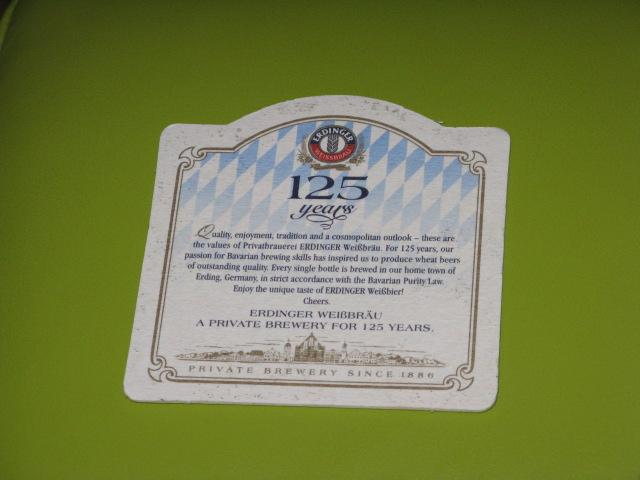 ERDINGER
WEISSBRÄU
125
years
Quality, enjoyment, tradition and a cosmopolitan outlook – these are
the values of Privatbrauerei ERDINGER Weißbräu. For 125 years, our
passion for Bavarian brewing skills has inspired us to produce wheat beers
of outstanding quality. Every single bottle is brewed in our home town of
Erding, Germany, in strict accordance with the Bavarian Purity Law.
Enjoy the unique taste of ERDINGER Weißbier!
Cheers.
ERDINGER WEIßBRÄU
A PRIVATE BREWERY FOR 125 YEARS.
PRIVATE BREWERY SINCE 1886